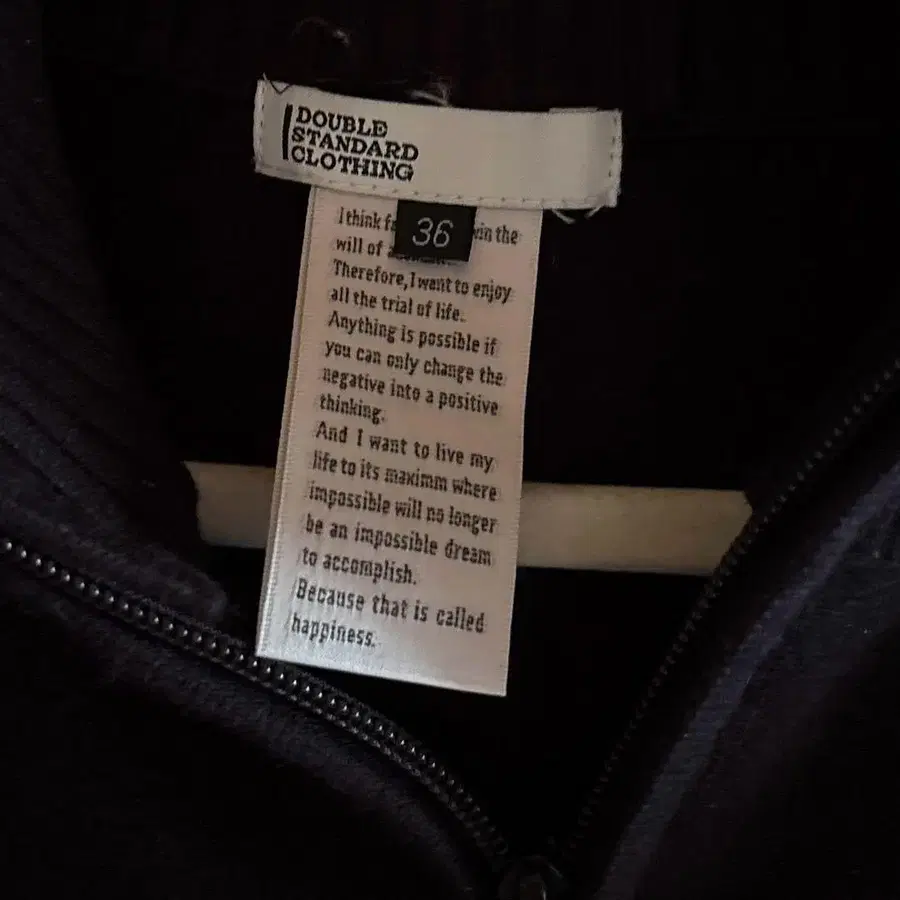 DOUBLE
STANDARD
CLOTHING
36
I think in the
will of
Therefore, I want to enjoy
all the trial of life.
Anything is possible if
you can only change the
negative into a positive
thinking.
And I want to live my
life to its maximm where
impossible will no longer
be an impossible dream
to accomplish.
Because that is called
happiness.